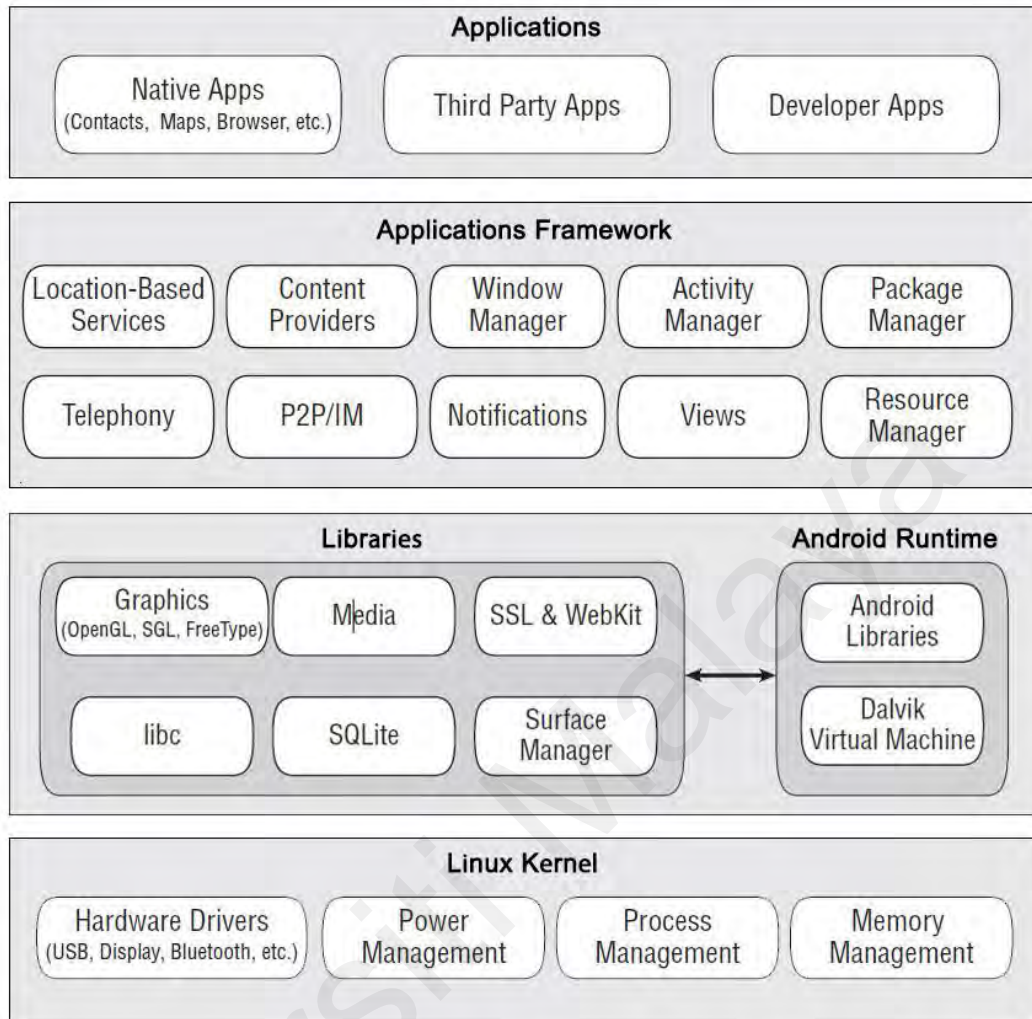 Applications
Native Apps
(Contacts, Maps, Browser, etc.)
Third Party Apps
Developer Apps
Applications Framework
Location-Based
Services
Content
Providers
Window
Manager
Activity
Manager
Package
Manager
Telephony
P2P/IM
Notifications
Views
Resource
Manager
Libraries
Graphics
(OpenGL, SGL, FreeType)
Media
SSL & WebKit
libc
SQLite
Surface
Manager
Android Runtime
Android
Libraries
Dalvik
Virtual Machine
Linux Kernel
Hardware Drivers
(USB, Display, Bluetooth, etc.)
Power
Management
Process
Management
Memory
Management
rsiti Malaya